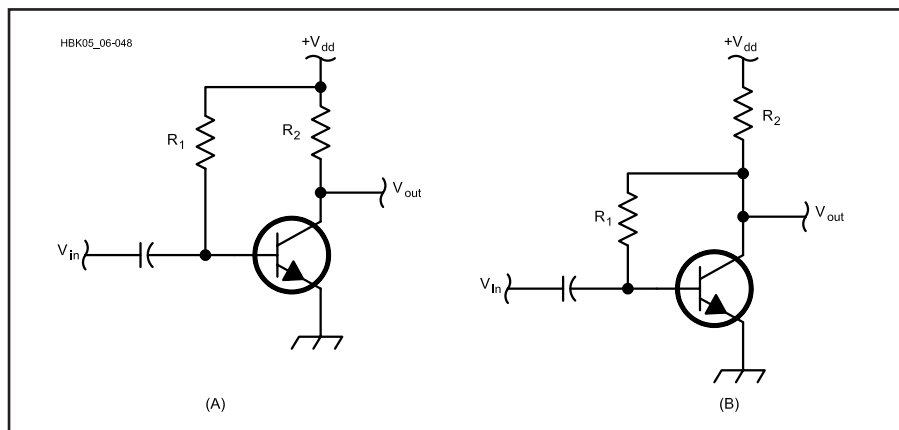 HBK05_06-048
+Vdd
R1
R2
Vout
Vin
(A)
+Vdd
R2
R1
Vout
VIn
(B)